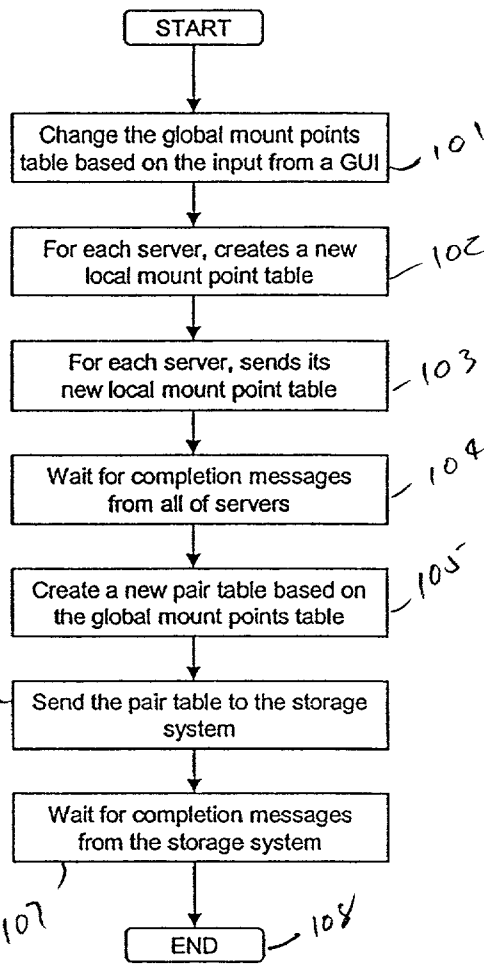 START
Change the global mount points
table based on the input from a GUI
101
For each server, creates a new
local mount point table
102
For each server, sends its
new local mount point table
103
Wait for completion messages
from all of servers
104
Create a new pair table based on
the global mount points table
105
Send the pair table to the storage
system
Wait for completion messages
from the storage system
107
END
108